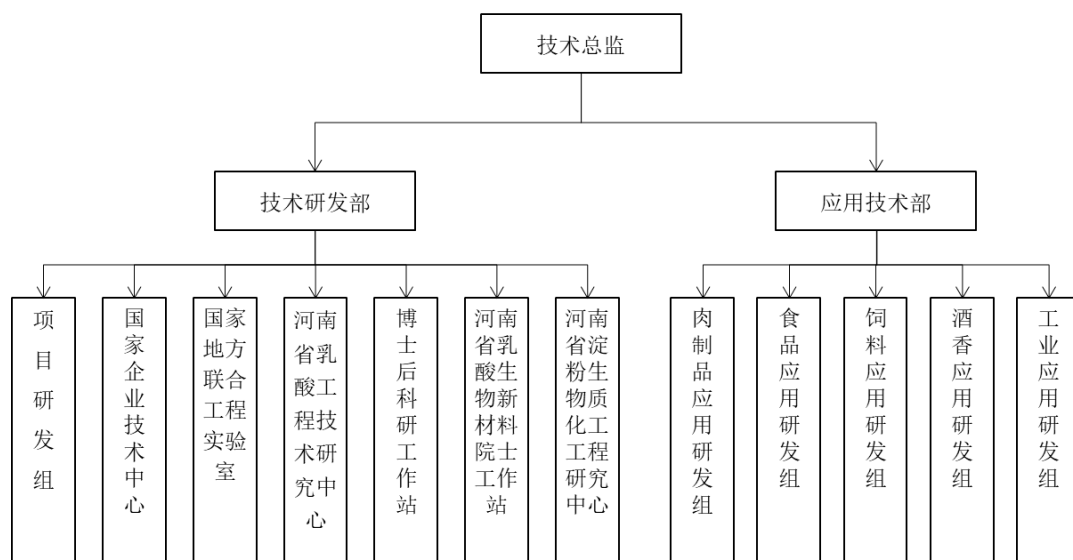 技术总监
技术研发部
应用技术部
项目研发组
国家企业技术中心
国家
地方
联合
工程
实验
室
河南
省乳
酸工
程技
术研
究中
心
博士后科研工作站
河南
省乳
酸生
物新
材料
院士
工作
站
河南
省淀
粉生
物质
化工
工程
研究
中心
肉制品应用研发组
食品应用研发组
饲料应用研发组
酒香应用研发组
工业应用研发组